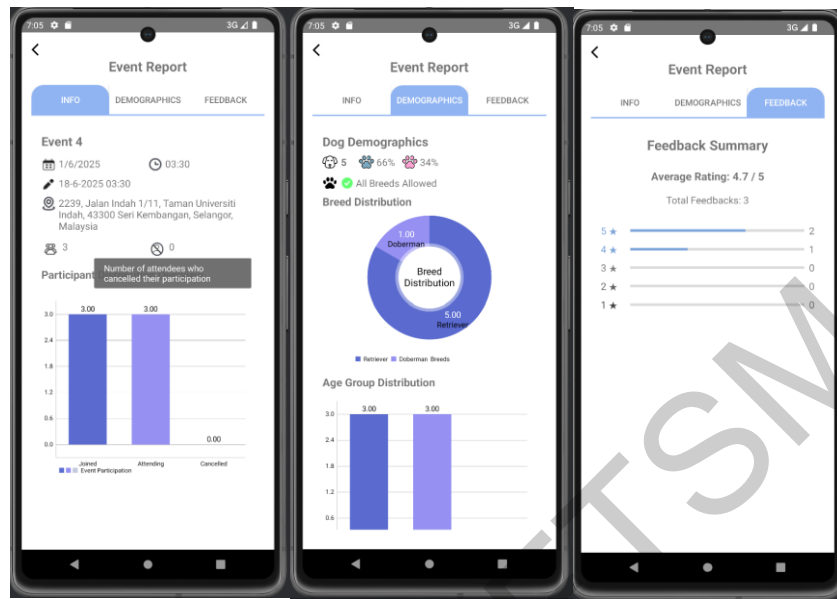 7:05
3G
Event Report
INFO
DEMOGRAPHICS
FEEDBACK
Event 4
1/6/2025
03:30
18-6-2025 03:30
2239, Jalan Indah 1/11, Taman Universiti
Indah, 43300 Seri Kembangan, Selangor,
Malaysia
3
0
Number of attendees who
cancelled their participation
Participant
3.00
3.00
3.0
2.4
1.8
1.2
0.6
0.0
0.00
Joined
Attending
Cancelled
Event Participation
7:05
3G
Event Report
INFO
DEMOGRAPHICS
FEEDBACK
Dog Demographics
5
66%
34%
All Breeds Allowed
Breed Distribution
1.00
Doberman
Breed
Distribution
5.00
Retriever
Retriever
Doberman
Breeds
Age Group Distribution
3.00
3.00
3.0
2.4
1.8
1.2
0.6
7:05
3G
Event Report
INFO
DEMOGRAPHICS
FEEDBACK
Feedback Summary
Average Rating: 4.7 / 5
Total Feedbacks: 3
5 ★ 2
4 ★ 1
3 ★ 0
2 ★ 0
1 ★ 0
FTSM